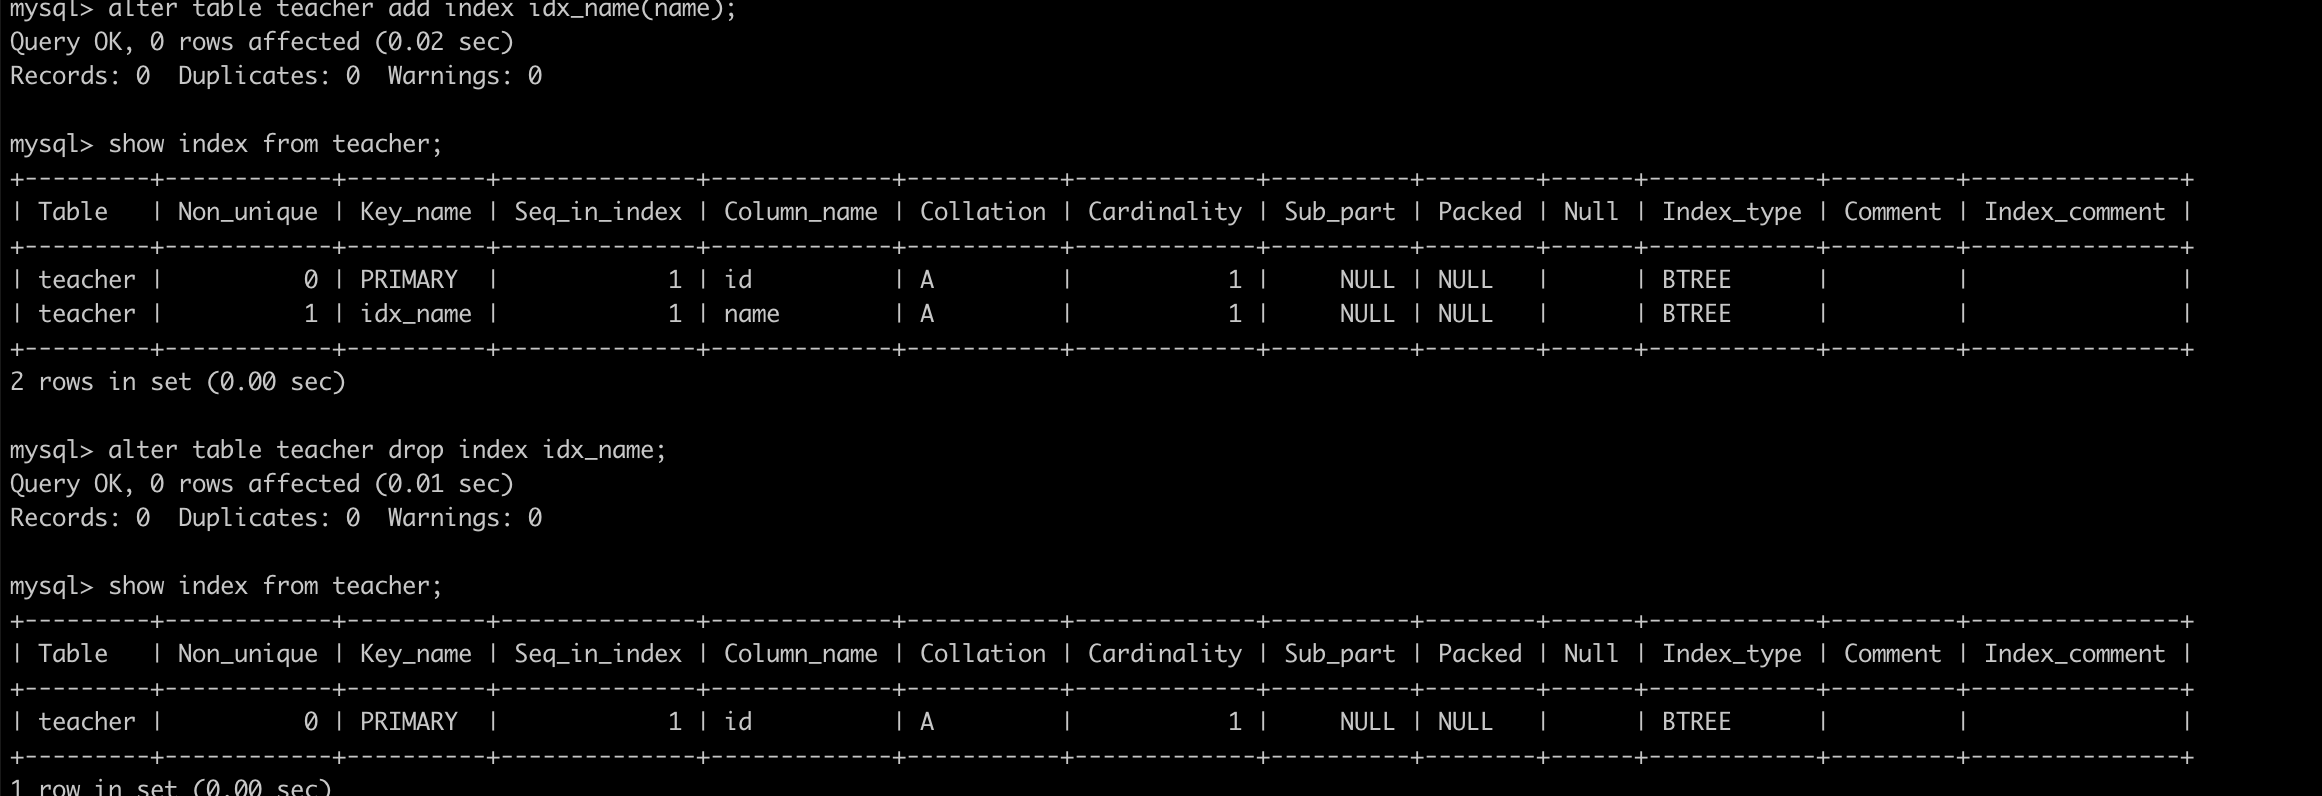 mysql> alter table teacher add index idx_name(name);
Query OK, 0 rows affected (0.02 sec)
Records: 0  Duplicates: 0  Warnings: 0

mysql> show index from teacher;
+---------+------------+----------+--------------+-------------+-----------+-------------+----------+--------+------+------------+---------+---------------+
| Table   | Non_unique | Key_name | Seq_in_index | Column_name | Collation | Cardinality | Sub_part | Packed | Null | Index_type | Comment | Index_comment |
+---------+------------+----------+--------------+-------------+-----------+-------------+----------+--------+------+------------+---------+---------------+
| teacher |          0 | PRIMARY  |            1 | id          | A         |           1 |     NULL | NULL   |      | BTREE      |         |               |
| teacher |          1 | idx_name |            1 | name        | A         |           1 |     NULL | NULL   |      | BTREE      |         |               |
+---------+------------+----------+--------------+-------------+-----------+-------------+----------+--------+------+------------+---------+---------------+
2 rows in set (0.00 sec)

mysql> alter table teacher drop index idx_name;
Query OK, 0 rows affected (0.01 sec)
Records: 0  Duplicates: 0  Warnings: 0

mysql> show index from teacher;
+---------+------------+----------+--------------+-------------+-----------+-------------+----------+--------+------+------------+---------+---------------+
| Table   | Non_unique | Key_name | Seq_in_index | Column_name | Collation | Cardinality | Sub_part | Packed | Null | Index_type | Comment | Index_comment |
+---------+------------+----------+--------------+-------------+-----------+-------------+----------+--------+------+------------+---------+---------------+
| teacher |          0 | PRIMARY  |            1 | id          | A         |           1 |     NULL | NULL   |      | BTREE      |         |               |
+---------+------------+----------+--------------+-------------+-----------+-------------+----------+--------+------+------------+---------+---------------+
1 row in set (0.00 sec)